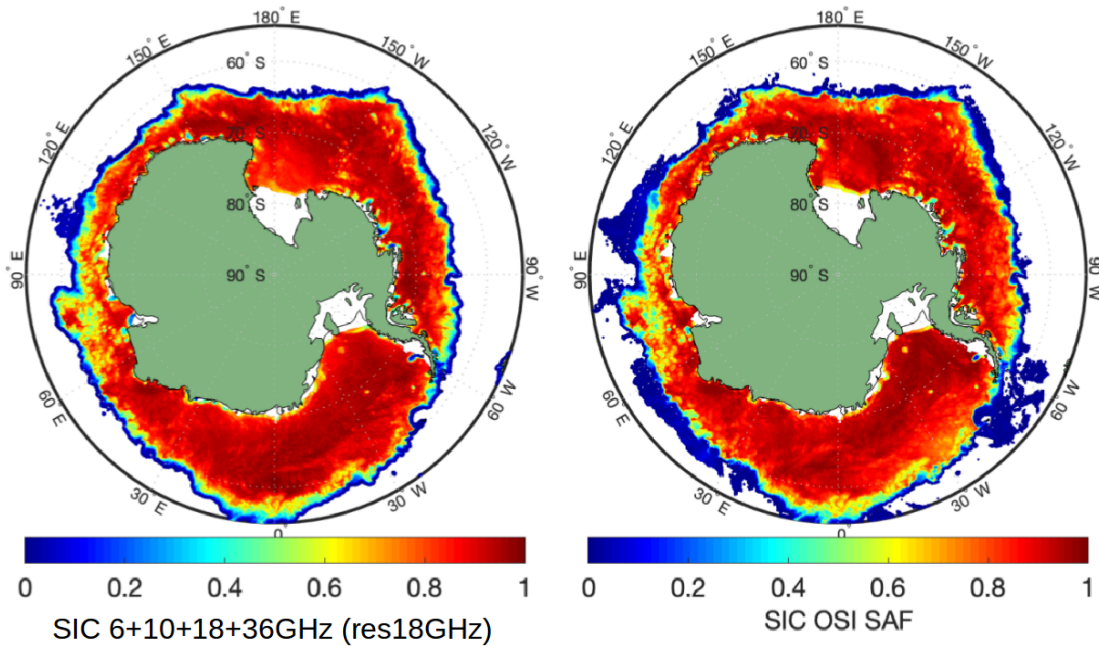 180° E 180° E
150° E 150° W 150° E 150° W
60° S 60° S
120° E 70° S 120° W 120° E 70° S 120° W
80° S 80° S
90° E 90° S 90° W 90° E 90° S 90° W
60° E 60° W 60° E 60° W
30° E 30° W 30° E 30° W
0° 0°
0 0.2 0.4 0.6 0.8 1 0 0.2 0.4 0.6 0.8 1
SIC 6+10+18+36GHz (res18GHz) SIC OSI SAF